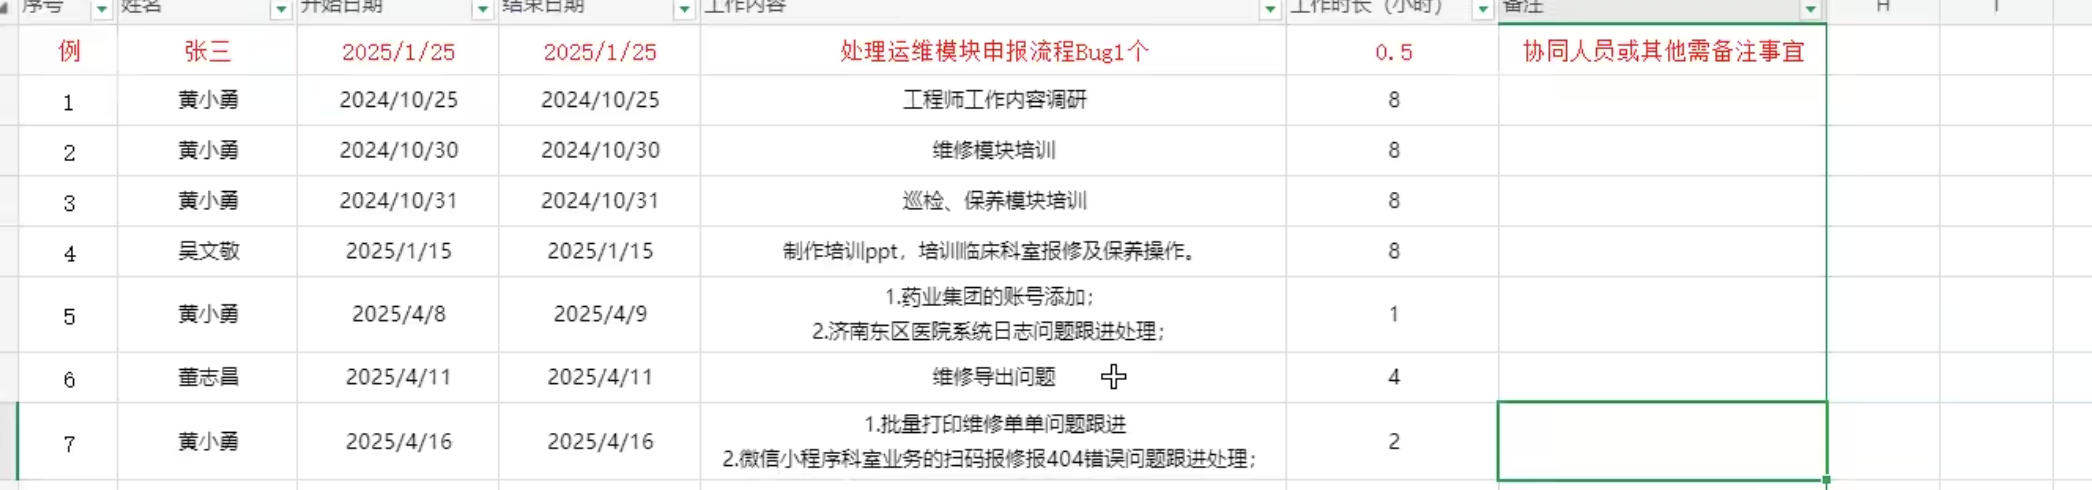 序号 姓名 开始日期 结束日期 工作内容 工作时长（小时） 备注 H I
例 张三 2025/1/25 2025/1/25 处理运维模块申报流程Bug1个 0.5 协同人员或其他需备注事宜
1 黄小勇 2024/10/25 2024/10/25 工程师工作内容调研 8
2 黄小勇 2024/10/30 2024/10/30 维修模块培训 8
3 黄小勇 2024/10/31 2024/10/31 巡检、保养模块培训 8
4 吴文敬 2025/1/15 2025/1/15 制作培训ppt，培训临床科室报修及保养操作。 8
5 黄小勇 2025/4/8 2025/4/9 1.药业集团的账号添加； 1
2.济南东区医院系统日志问题跟进处理；
6 董志昌 2025/4/11 2025/4/11 维修导出问题 4
7 黄小勇 2025/4/16 2025/4/16 1.批量打印维修单单问题跟进 2
2.微信小程序科室业务的扫码报修报404错误问题跟进处理；